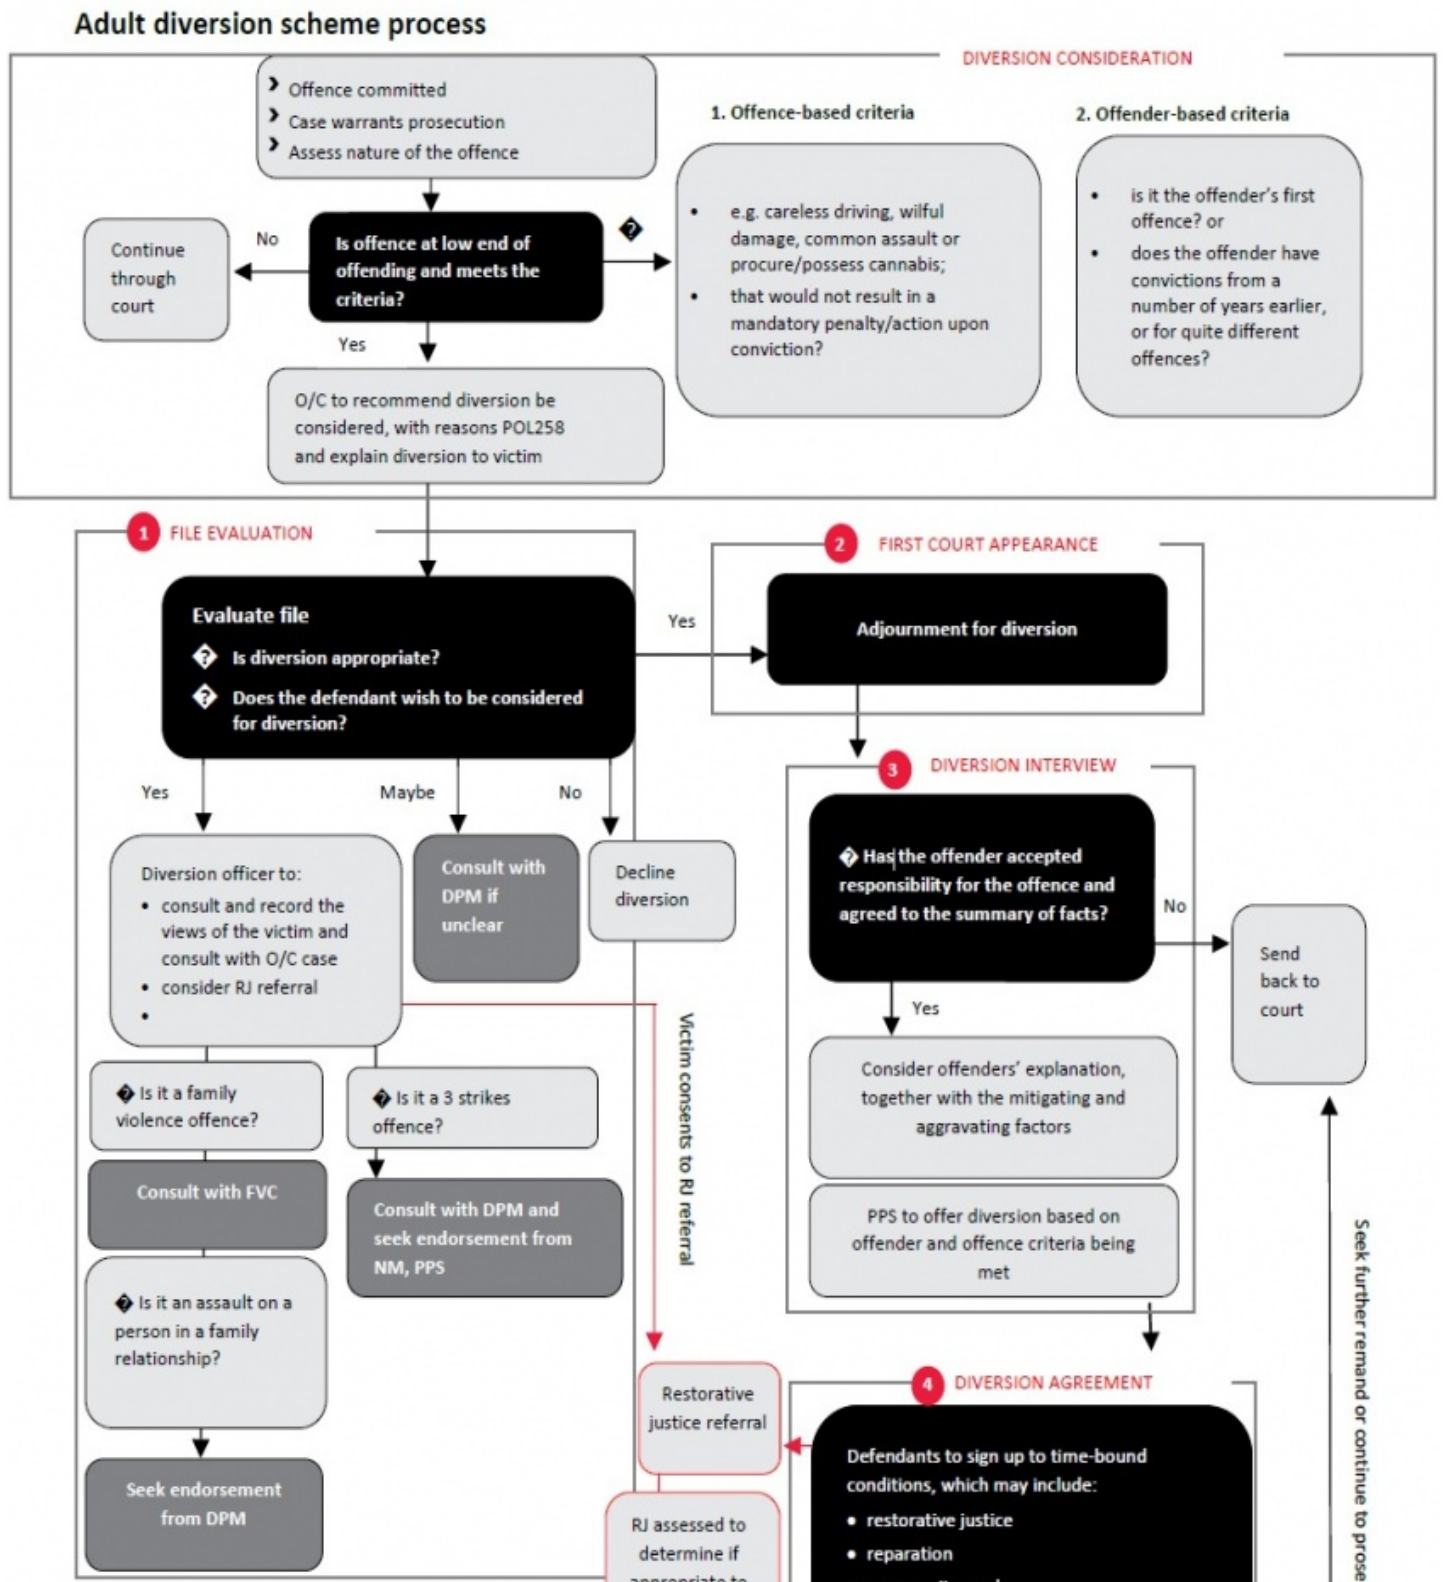 Adult diversion scheme process
DIVERSION CONSIDERATION
Offence committed
Case warrants prosecution
Assess nature of the offence
1. Offence-based criteria
2. Offender-based criteria
• e.g. careless driving, wilful
damage, common assault or
procure/possess cannabis;
• that would not result in a
mandatory penalty/action upon
conviction?
• is it the offender's first
offence? or
• does the offender have
convictions from a
number of years earlier,
or for quite different
offences?
Is offence at low end of
offending and meets the
criteria?
�
No
Continue
through
court
Yes
O/C to recommend diversion be
considered, with reasons POL258
and explain diversion to victim
1 FILE EVALUATION
Evaluate file
� Is diversion appropriate?
� Does the defendant wish to be considered
for diversion?
Yes
2 FIRST COURT APPEARANCE
Adjournment for diversion
Yes
Maybe
No
Diversion officer to:
• consult and record the
views of the victim and
consult with O/C case
• consider RJ referral
•
Consult with
DPM if
unclear
Decline
diversion
3 DIVERSION INTERVIEW
� Has the offender accepted
responsibility for the offence and
agreed to the summary of facts?
No
Send
back to
court
Yes
Consider offenders' explanation,
together with the mitigating and
aggravating factors
PPS to offer diversion based on
offender and offence criteria being
met
� Is it a family
violence offence?
� Is it a 3 strikes
offence?
Consult with FVC
Consult with DPM and
seek endorsement from
NM, PPS
� Is it an assault on a
person in a family
relationship?
Seek endorsement
from DPM
Victim consents to RJ referral
Restorative
justice referral
RJ assessed to
determine if
appropriate to
4 DIVERSION AGREEMENT
Defendants to sign up to time-bound
conditions, which may include:
• restorative justice
• reparation
Seek further remand or continue to prose